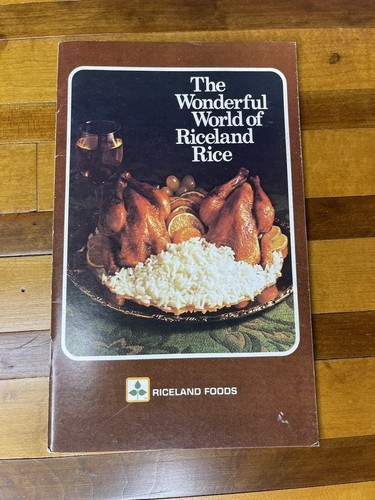 The
Wonderful
World of
Riceland
Rice
RICELAND FOODS